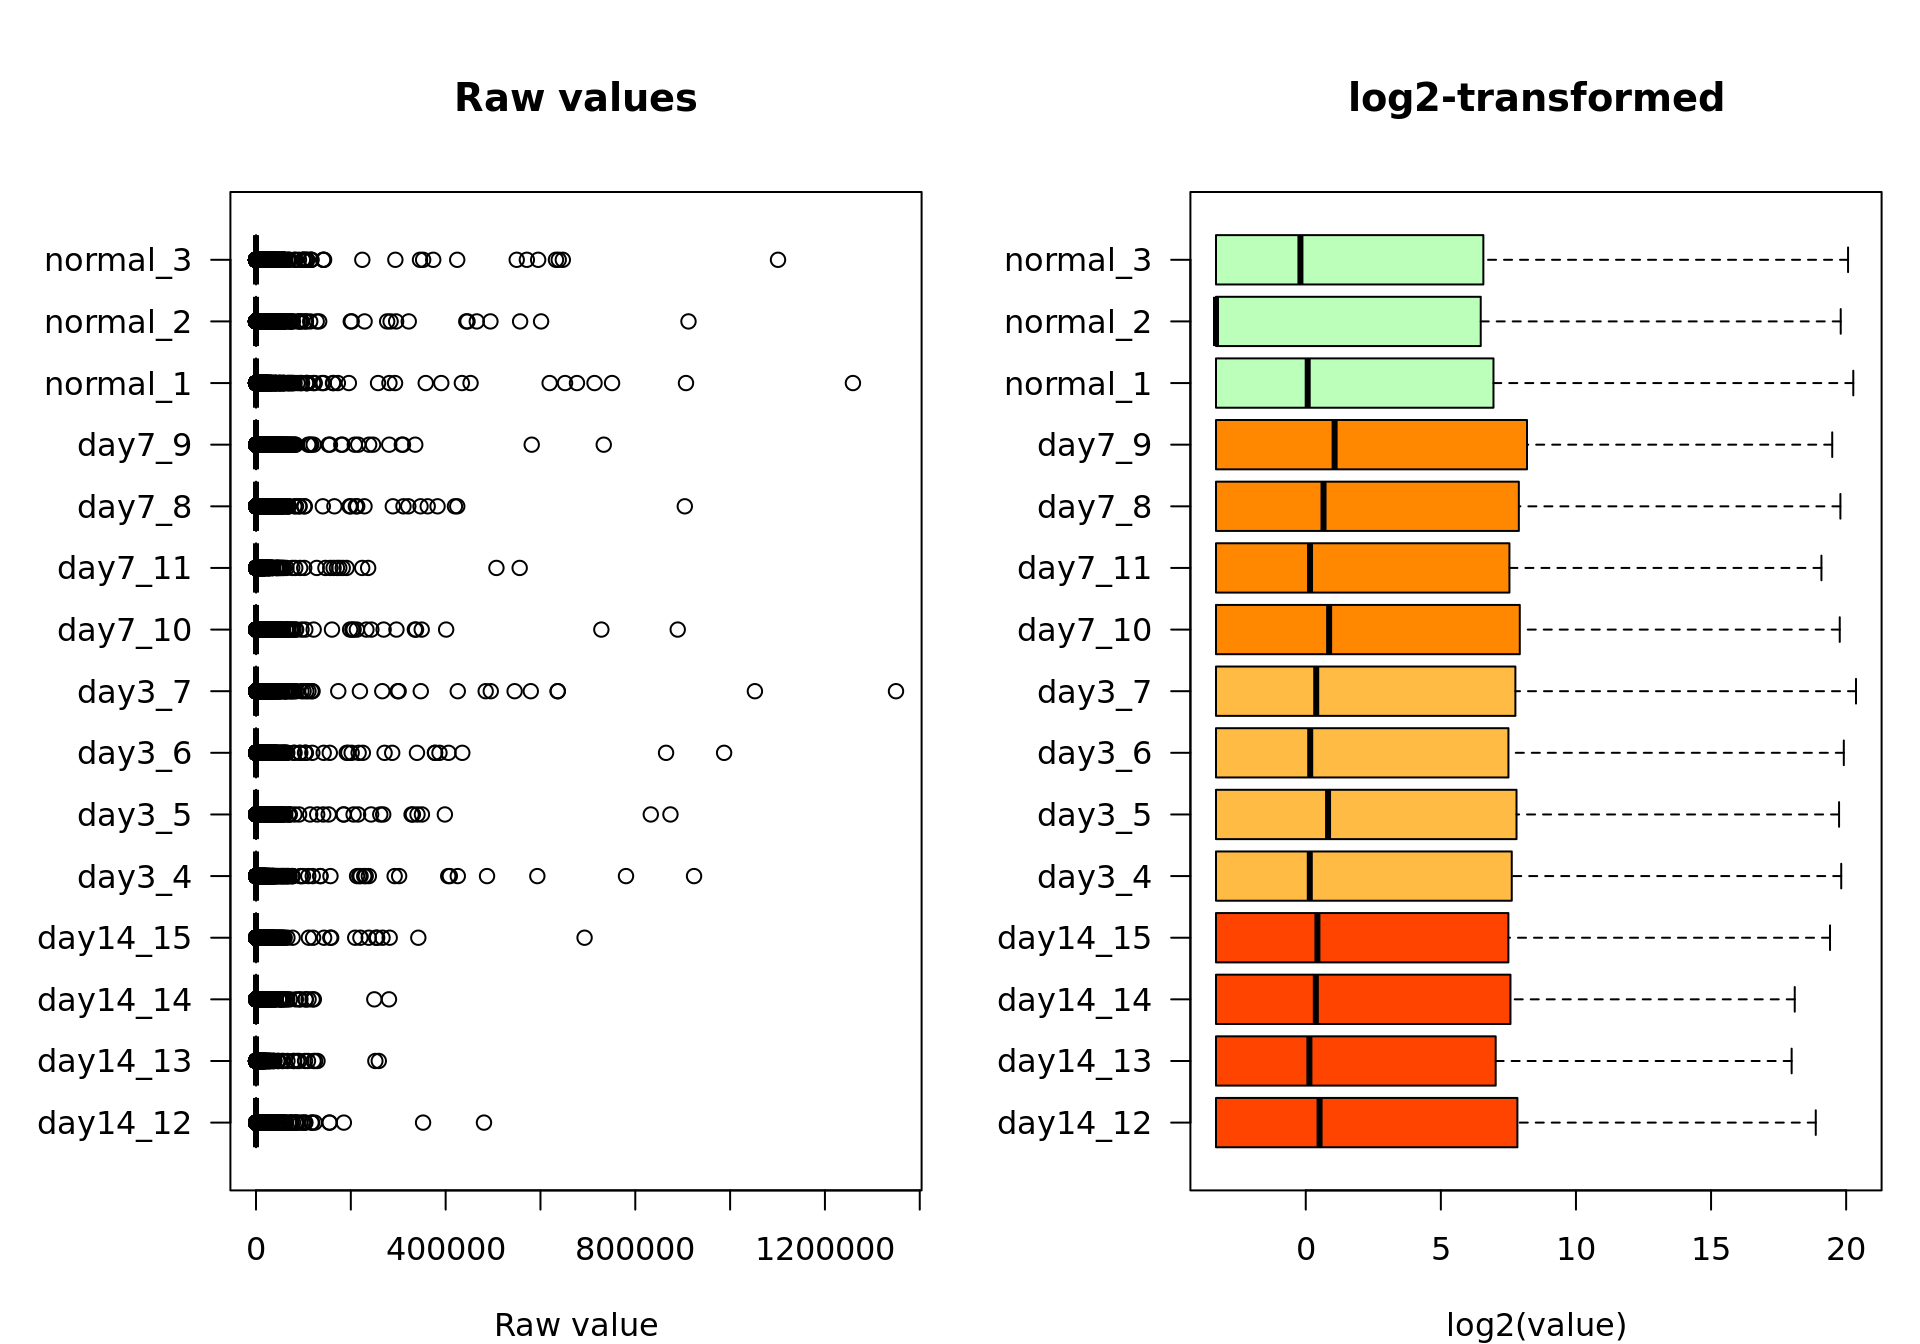 Raw values
normal_3
normal_2
normal_1
day7_9
day7_8
day7_11
day7_10
day3_7
day3_6
day3_5
day3_4
day14_15
day14_14
day14_13
day14_12
0 400000 800000 1200000
Raw value
log2-transformed
normal_3
normal_2
normal_1
day7_9
day7_8
day7_11
day7_10
day3_7
day3_6
day3_5
day3_4
day14_15
day14_14
day14_13
day14_12
0 5 10 15 20
log2(value)